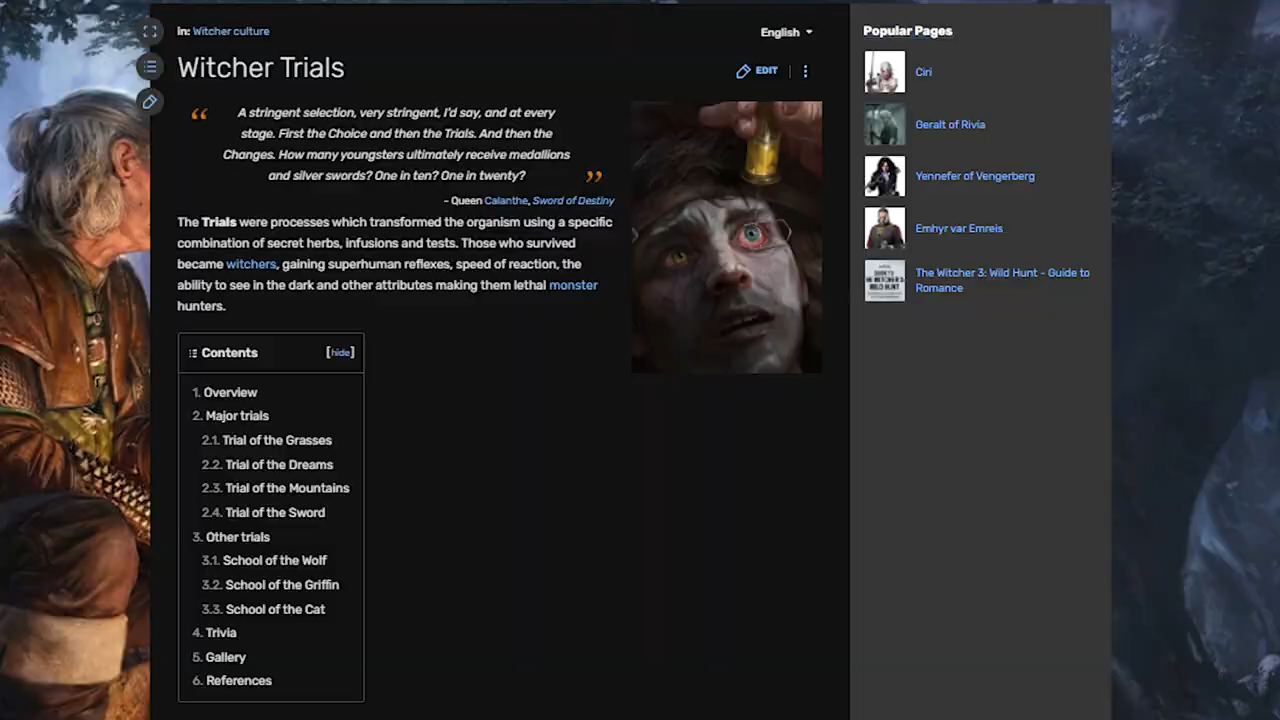 in: Witcher culture
English
Witcher Trials
EDIT
“ A stringent selection, very stringent, I'd say, and at every
stage. First the Choice and then the Trials. And then the
Changes. How many youngsters ultimately receive medallions
and silver swords? One in ten? One in twenty? ”
- Queen Calanthe, Sword of Destiny
The Trials were processes which transformed the organism using a specific
combination of secret herbs, infusions and tests. Those who survived
became witchers, gaining superhuman reflexes, speed of reaction, the
ability to see in the dark and other attributes making them lethal monster
hunters.
Contents [hide]
1. Overview
2. Major trials
2.1. Trial of the Grasses
2.2. Trial of the Dreams
2.3. Trial of the Mountains
2.4. Trial of the Sword
3. Other trials
3.1. School of the Wolf
3.2. School of the Griffin
3.3. School of the Cat
4. Trivia
5. Gallery
6. References
Popular Pages
Ciri
Geralt of Rivia
Yennefer of Vengerberg
Emhyr var Emreis
The Witcher 3: Wild Hunt - Guide to
Romance